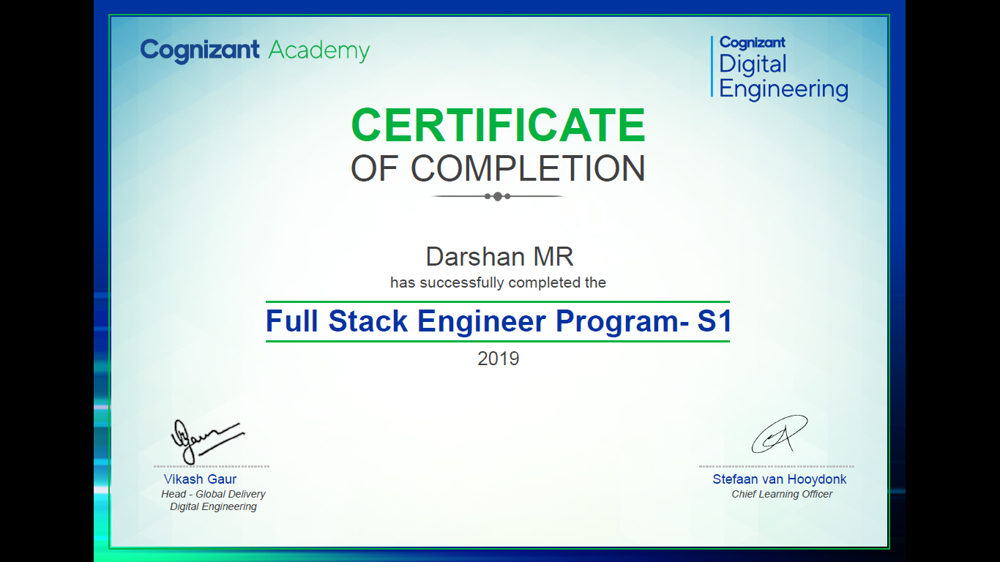 Cognizant Academy
Cognizant
Digital
Engineering
CERTIFICATE
OF COMPLETION
Darshan MR
has successfully completed the
Full Stack Engineer Program- S1
2019
Vikash Gaur
Head - Global Delivery
Digital Engineering
Stefaan van Hooydonk
Chief Learning Officer